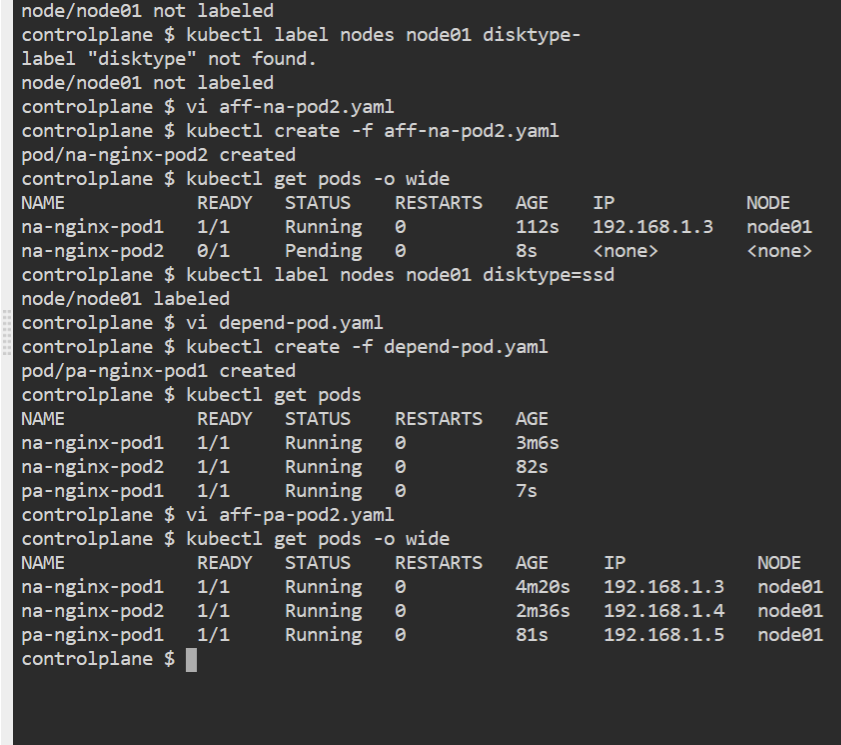 node/node01 not labeled
controlplane $ kubectl label nodes node01 disktype-
label "disktype" not found.
node/node01 not labeled
controlplane $ vi aff-na-pod2.yaml
controlplane $ kubectl create -f aff-na-pod2.yaml
pod/na-nginx-pod2 created
controlplane $ kubectl get pods -o wide
NAME            READY   STATUS    RESTARTS   AGE    IP            NODE
na-nginx-pod1   1/1     Running   0          112s   192.168.1.3   node01
na-nginx-pod2   0/1     Pending   0          8s     <none>        <none>
controlplane $ kubectl label nodes node01 disktype=ssd
node/node01 labeled
controlplane $ vi depend-pod.yaml
controlplane $ kubectl create -f depend-pod.yaml
pod/pa-nginx-pod1 created
controlplane $ kubectl get pods
NAME            READY   STATUS    RESTARTS   AGE
na-nginx-pod1   1/1     Running   0          3m6s
na-nginx-pod2   1/1     Running   0          82s
pa-nginx-pod1   1/1     Running   0          7s
controlplane $ vi aff-pa-pod2.yaml
controlplane $ kubectl get pods -o wide
NAME            READY   STATUS    RESTARTS   AGE     IP            NODE
na-nginx-pod1   1/1     Running   0          4m20s   192.168.1.3   node01
na-nginx-pod2   1/1     Running   0          2m36s   192.168.1.4   node01
pa-nginx-pod1   1/1     Running   0          81s     192.168.1.5   node01
controlplane $